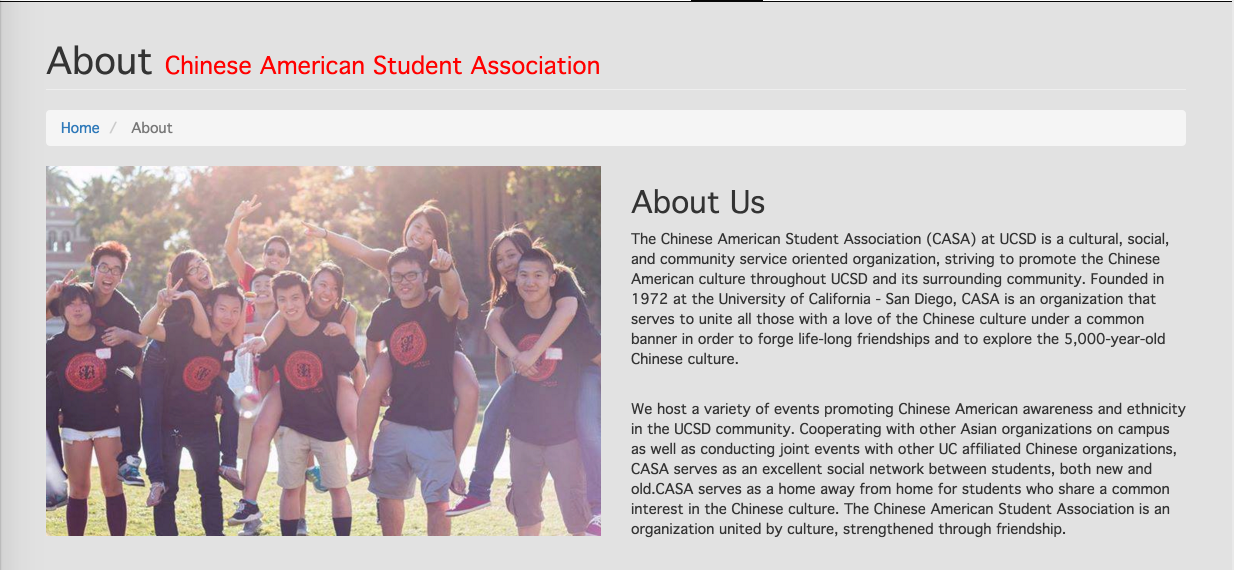 About Chinese American Student Association
Home / About
About Us
The Chinese American Student Association (CASA) at UCSD is a cultural, social,
and community service oriented organization, striving to promote the Chinese
American culture throughout UCSD and its surrounding community. Founded in
1972 at the University of California - San Diego, CASA is an organization that
serves to unite all those with a love of the Chinese culture under a common
banner in order to forge life-long friendships and to explore the 5,000-year-old
Chinese culture.
We host a variety of events promoting Chinese American awareness and ethnicity
in the UCSD community. Cooperating with other Asian organizations on campus
as well as conducting joint events with other UC affiliated Chinese organizations,
CASA serves as an excellent social network between students, both new and
old.CASA serves as a home away from home for students who share a common
interest in the Chinese culture. The Chinese American Student Association is an
organization united by culture, strengthened through friendship.